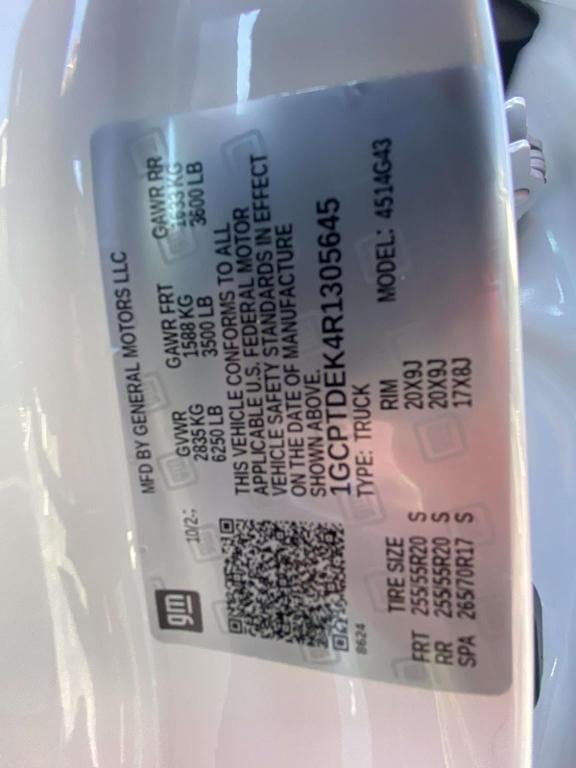 gm
MFD BY GENERAL MOTORS LLC
GVWR GAWR FRT GAWR RR
2835 KG 1588 KG 1633 KG
6250 LB 3500 LB 3600 LB
THIS VEHICLE CONFORMS TO ALL
APPLICABLE U.S. FEDERAL MOTOR
VEHICLE SAFETY STANDARDS IN EFFECT
ON THE DATE OF MANUFACTURE
SHOWN ABOVE.
1GCPTDEK4R1305645
TYPE: TRUCK MODEL: 4514G43
8624
TIRE SIZE RIM
FRT 255/55R20 S 20X9J
RR 255/55R20 S 20X9J
SPA 265/70R17 S 17X8J